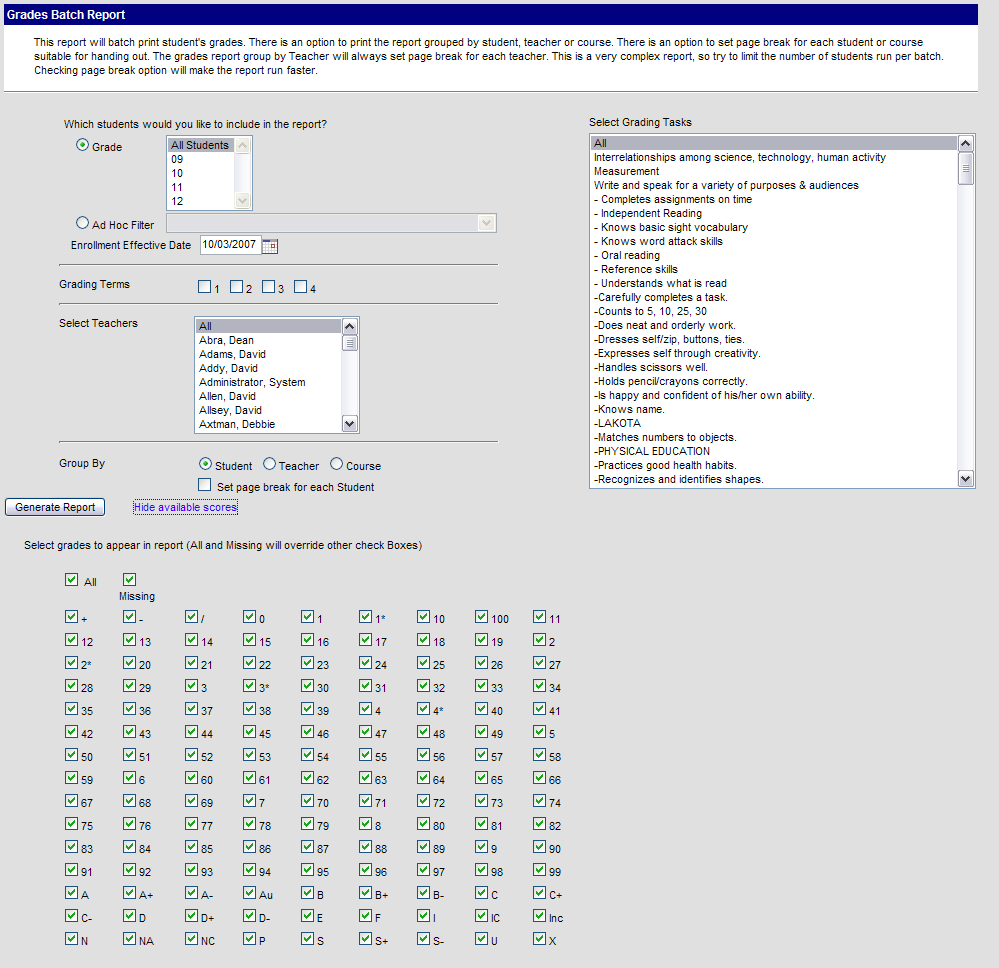 Grades Batch Report
This report will batch print student's grades. There is an option to print the report grouped by student, teacher or course. There is an option to set page break for each student or course
suitable for handing out. The grades report group by Teacher will always set page break for each teacher. This is a very complex report, so try to limit the number of students run per batch.
Checking page break option will make the report run faster.
Which students would you like to include in the report?
Grade
All Students
09
10
11
12
Ad Hoc Filter
Enrollment Effective Date 10/03/2007
Grading Terms 1 2 3 4
Select Teachers
All
Abra, Dean
Adams, David
Addy, David
Administrator, System
Allen, David
Allsey, David
Axtman, Debbie
Group By Student Teacher Course
Set page break for each Student
Select Grading Tasks
All
Interrelationships among science, technology, human activity
Measurement
Write and speak for a variety of purposes & audiences
- Completes assignments on time
- Independent Reading
- Knows basic sight vocabulary
- Knows word attack skills
- Oral reading
- Reference skills
- Understands what is read
-Carefully completes a task.
-Counts to 5, 10, 25, 30
-Does neat and orderly work.
-Dresses self/zip, buttons, ties.
-Expresses self through creativity.
-Handles scissors well.
-Holds pencil/crayons correctly.
-Is happy and confident of his/her own ability.
-Knows name.
-LAKOTA
-Matches numbers to objects.
-PHYSICAL EDUCATION
-Practices good health habits.
-Recognizes and identifies shapes.
Generate Report Hide available scores
Select grades to appear in report (All and Missing will override other check Boxes)
All Missing
+ - / 0 1 1* 10 100 11
12 13 14 15 16 17 18 19 2
2* 20 21 22 23 24 25 26 27
28 29 3 3* 30 31 32 33 34
35 36 37 38 39 4 4* 40 41
42 43 44 45 46 47 48 49 5
50 51 52 53 54 55 56 57 58
59 6 60 61 62 63 64 65 66
67 68 69 7 70 71 72 73 74
75 76 77 78 79 8 80 81 82
83 84 85 86 87 88 89 9 90
91 92 93 94 95 96 97 98 99
A A+ A- Au B B+ B- C C+
C- D D+ D- E F I IC Inc
N NA NC P S S+ S- U X